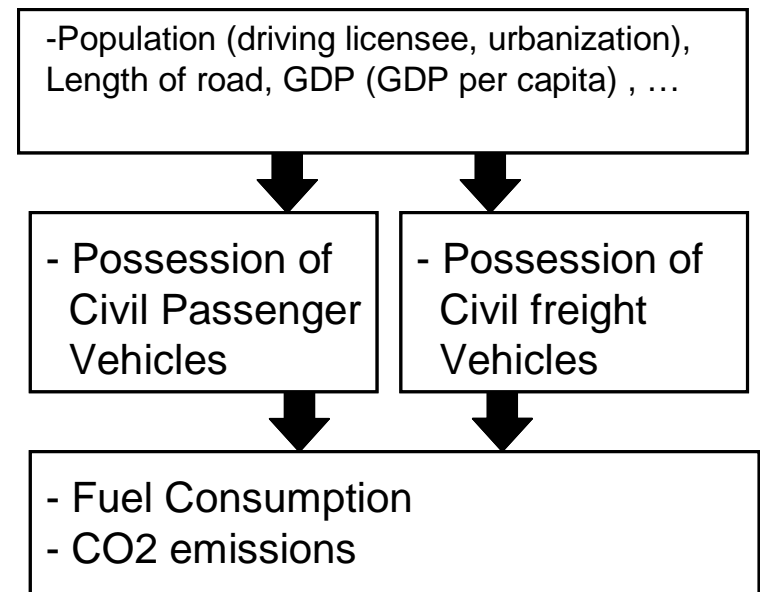 -Population (driving licensee, urbanization),
Length of road, GDP (GDP per capita) , …
- Possession of
Civil Passenger
Vehicles
- Possession of
Civil freight
Vehicles
- Fuel Consumption
- CO2 emissions